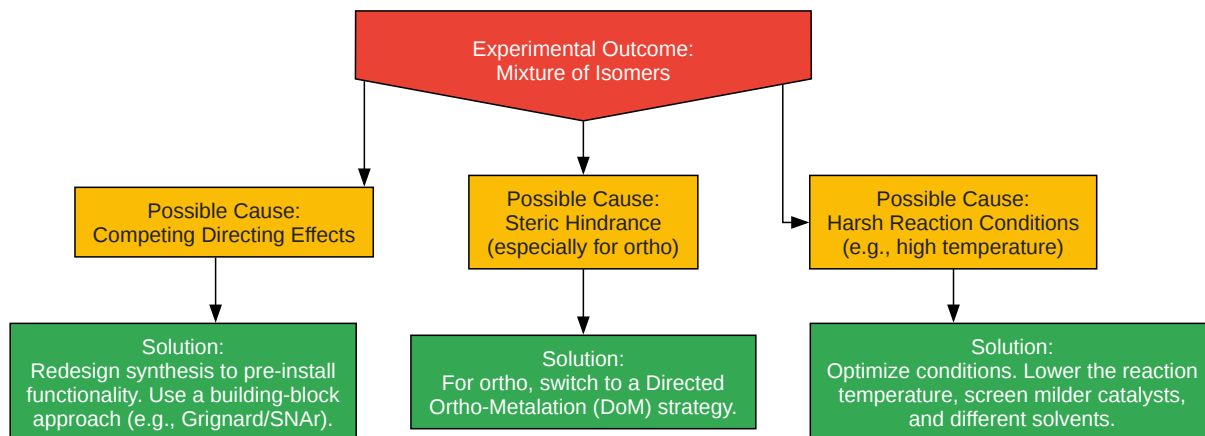 Experimental Outcome:
Mixture of Isomers
Possible Cause:
Competing Directing Effects
Possible Cause:
Steric Hindrance
(especially for ortho)
Possible Cause:
Harsh Reaction Conditions
(e.g., high temperature)
Solution:
Redesign synthesis to pre-install
functionality. Use a building-block
approach (e.g., Grignard/SNAr).
Solution:
For ortho, switch to a Directed
Ortho-Metalation (DoM) strategy.
Solution:
Optimize conditions. Lower the reaction
temperature, screen milder catalysts,
and different solvents.